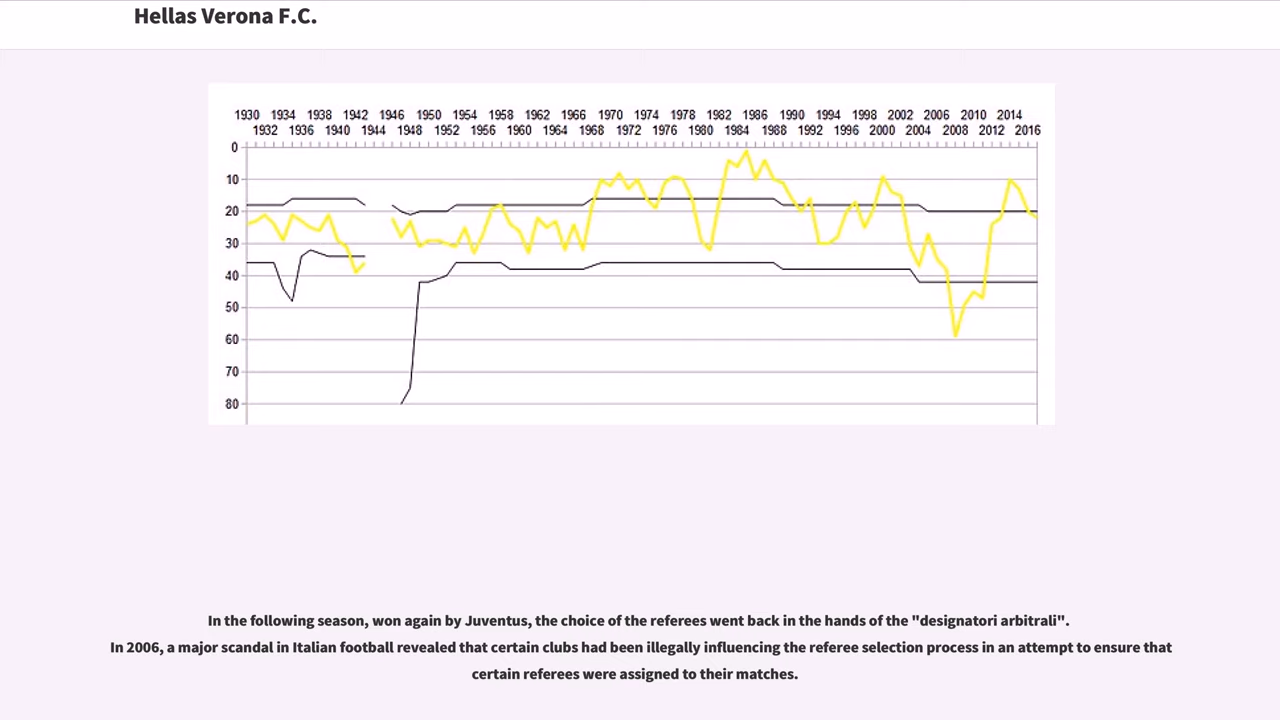 Hellas Verona F.C.
1930 1934 1938 1942 1946 1950 1954 1958 1962 1966 1970 1974 1978 1982 1986 1990 1994 1998 2002 2006 2010 2014
1932 1936 1940 1944 1948 1952 1956 1960 1964 1968 1972 1976 1980 1984 1988 1992 1996 2000 2004 2008 2012 2016
0
10
20
30
40
50
60
70
80
In the following season, won again by Juventus, the choice of the referees went back in the hands of the "designatori arbitrali".
In 2006, a major scandal in Italian football revealed that certain clubs had been illegally influencing the referee selection process in an attempt to ensure that
certain referees were assigned to their matches.